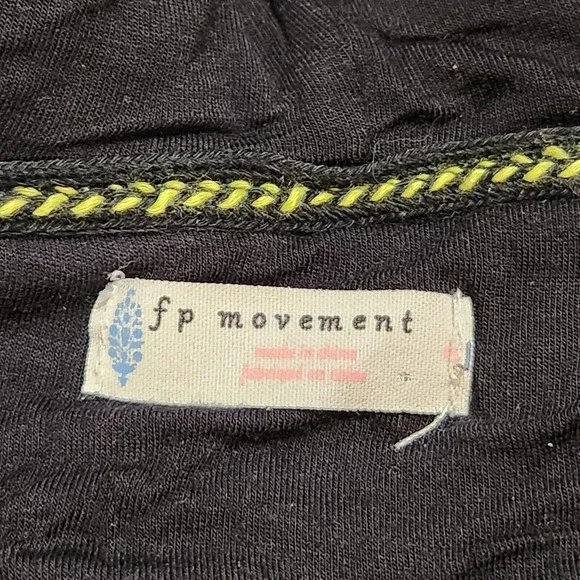 fp movement
made in china
fabriqué en chine